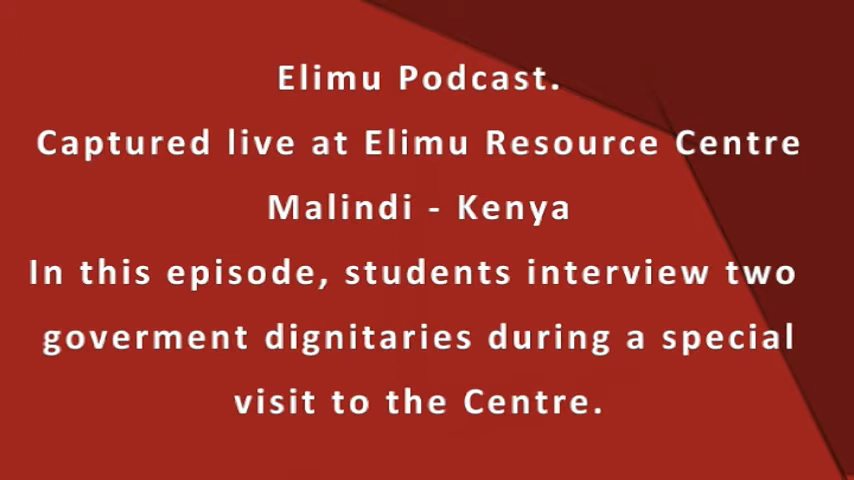 Elimu Podcast.
Captured live at Elimu Resource Centre
Malindi - Kenya
In this episode, students interview two
goverment dignitaries during a special
visit to the Centre.